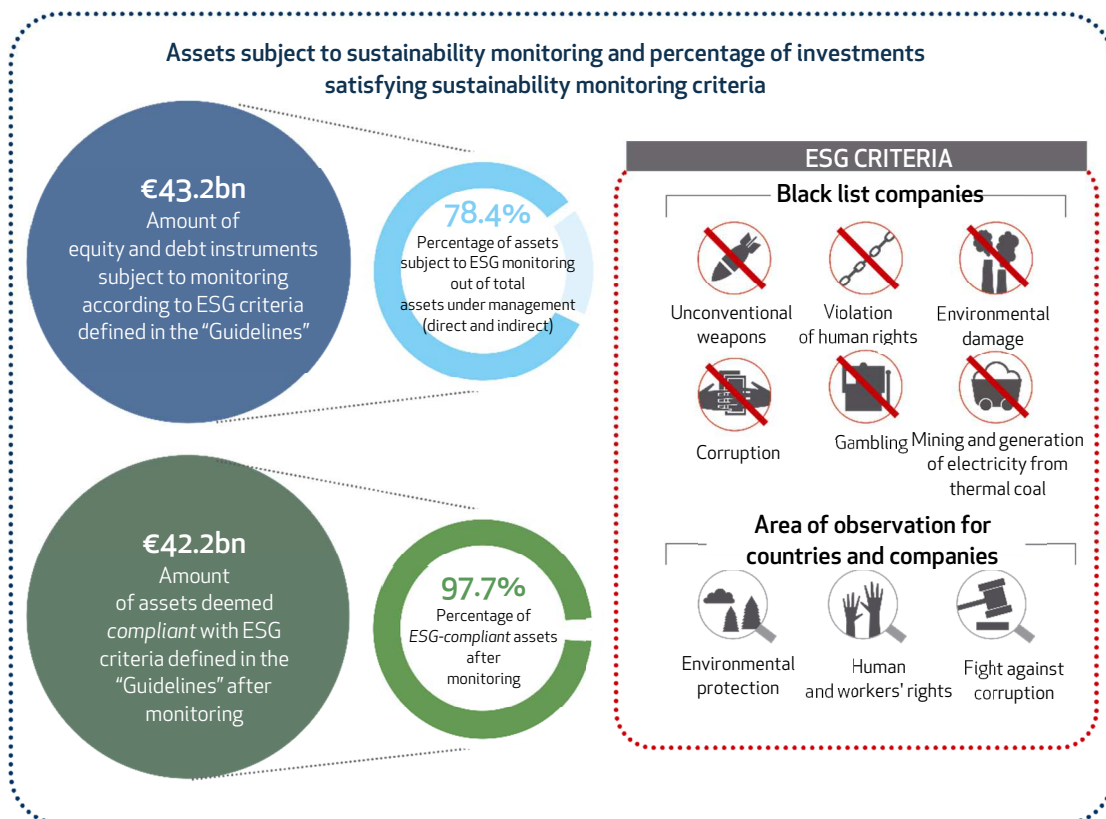 Assets subject to sustainability monitoring and percentage of investments
satisfying sustainability monitoring criteria
€43.2bn
Amount of
equity and debt instruments
subject to monitoring
according to ESG criteria
defined in the “Guidelines”
78.4%
Percentage of assets
subject to ESG monitoring
out of total
assets under management
(direct and indirect)
€42.2bn
Amount
of assets deemed
compliant with ESG
criteria defined in the
“Guidelines” after
monitoring
97.7%
Percentage of
ESG-compliant assets
after
monitoring
ESG CRITERIA
Black list companies
Unconventional
weapons
Violation
of human rights
Environmental
damage
Corruption
Gambling
Mining and generation
of electricity from
thermal coal
Area of observation for
countries and companies
Environmental
protection
Human
and workers’ rights
Fight against
corruption